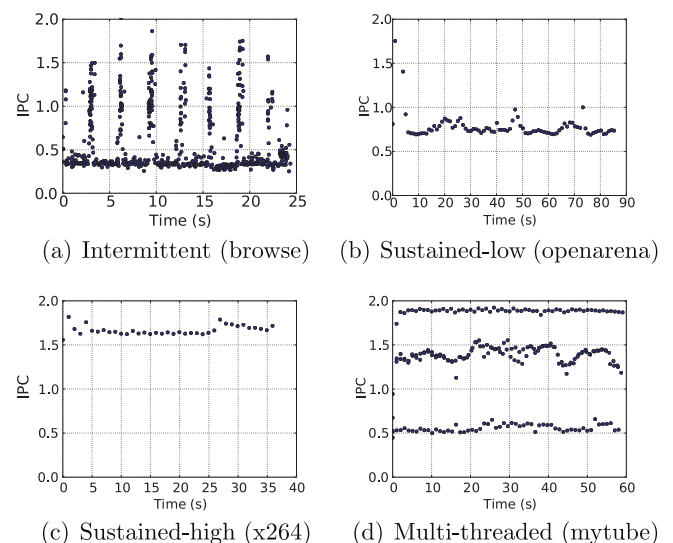 2.0
1.5
1.0
0.5
0.0
IPC
0 5 10 15 20 25
Time (s)
(a) Intermittent (browse)
2.0
1.5
1.0
0.5
0.0
IPC
0 10 20 30 40 50 60 70 80 90
Time (s)
(b) Sustained-low (openarena)
2.0
1.5
1.0
0.5
0.0
IPC
0 5 10 15 20 25 30 35 40
Time (s)
(c) Sustained-high (x264)
2.0
1.5
1.0
0.5
0.0
IPC
0 10 20 30 40 50 60
Time (s)
(d) Multi-threaded (mytube)